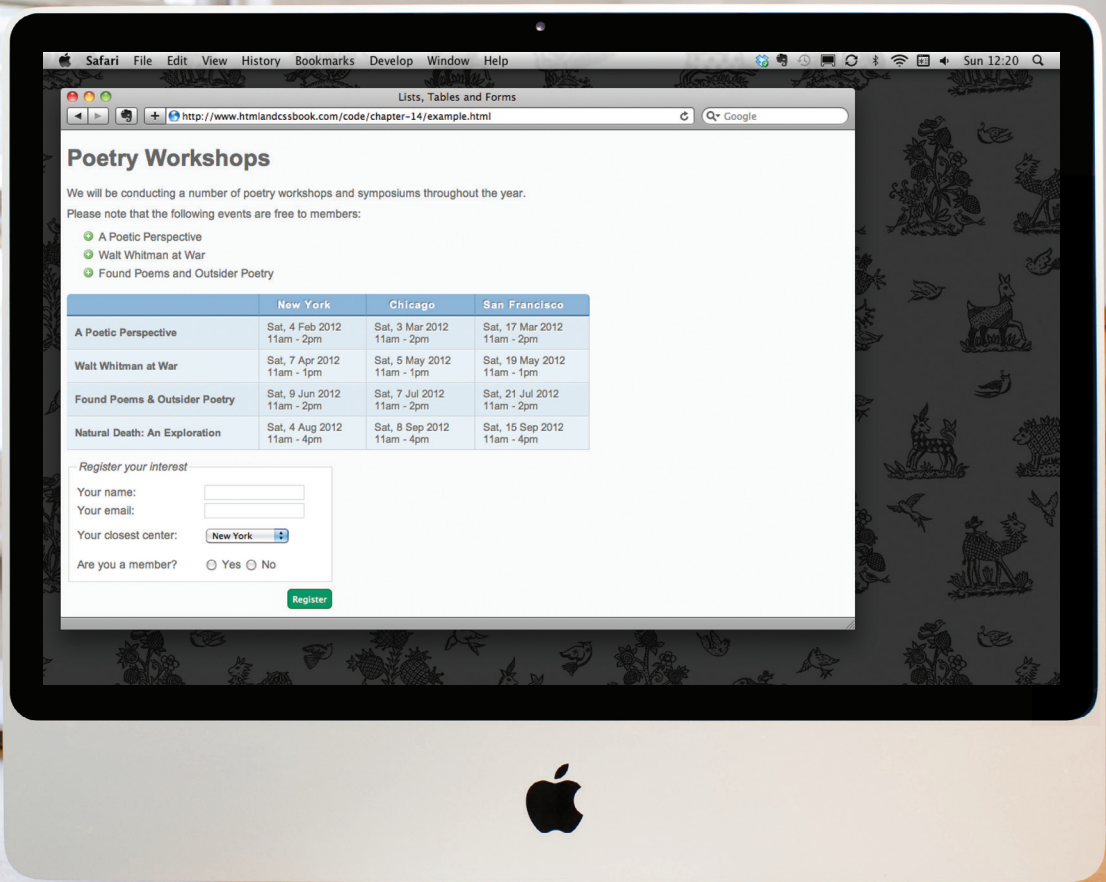 Safari File Edit View History Bookmarks Develop Window Help Sun 12:20
Lists, Tables and Forms
http://www.htmlandcssbook.com/code/chapter-14/example.html Google
Poetry Workshops
We will be conducting a number of poetry workshops and symposiums throughout the year.
Please note that the following events are free to members:
A Poetic Perspective
Walt Whitman at War
Found Poems and Outsider Poetry
New York Chicago San Francisco
A Poetic Perspective Sat, 4 Feb 2012 Sat, 3 Mar 2012 Sat, 17 Mar 2012
11am - 2pm 11am - 2pm 11am - 2pm
Walt Whitman at War Sat, 7 Apr 2012 Sat, 5 May 2012 Sat, 19 May 2012
11am - 1pm 11am - 1pm 11am - 1pm
Found Poems & Outsider Poetry Sat, 9 Jun 2012 Sat, 7 Jul 2012 Sat, 21 Jul 2012
11am - 2pm 11am - 2pm 11am - 2pm
Natural Death: An Exploration Sat, 4 Aug 2012 Sat, 8 Sep 2012 Sat, 15 Sep 2012
11am - 4pm 11am - 4pm 11am - 4pm
Register your interest
Your name:
Your email:
Your closest center: New York
Are you a member? Yes No
Register